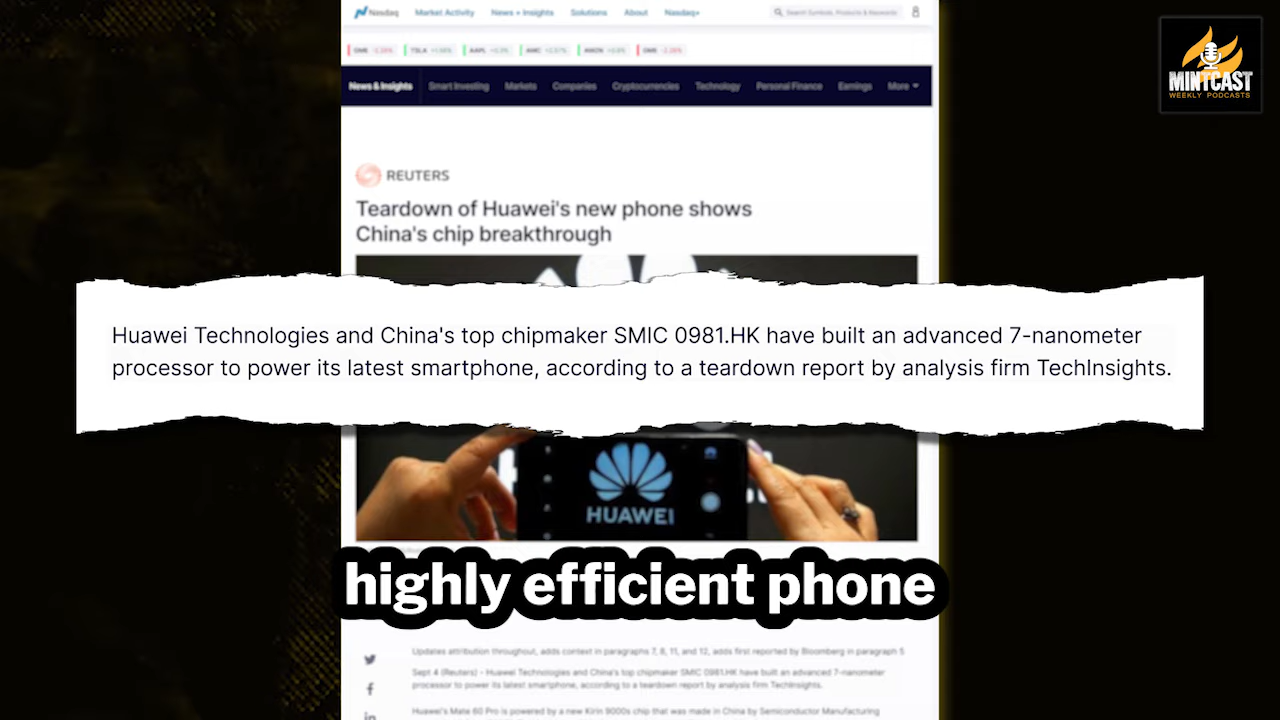 Nasdaq Market Activity News + Insights Solutions About Nasdaq+ Search Symbols, Products & Keywords
TSLA AAPL AMC
News & Insights Smart Investing Markets Companies Cryptocurrencies Technology Personal Finance Earnings More
MINTCAST
WEEKLY PODCASTS
REUTERS
Teardown of Huawei's new phone shows
China's chip breakthrough
Huawei Technologies and China's top chipmaker SMIC 0981.HK have built an advanced 7-nanometer
processor to power its latest smartphone, according to a teardown report by analysis firm TechInsights.
HUAWEI
highly efficient phone
Updates attribution throughout, adds context in paragraphs 7, 8, 11, and 12, adds first reported by Bloomberg in paragraph 5
Sept 4 (Reuters) - Huawei Technologies and China's top chipmaker SMIC 0981.HK have built an advanced 7-nanometer
processor to power its latest smartphone, according to a teardown report by analysis firm TechInsights.
Huawei's Mate 60 Pro is powered by a new Kirin 9000s chip that was made in China by Semiconductor Manufacturing